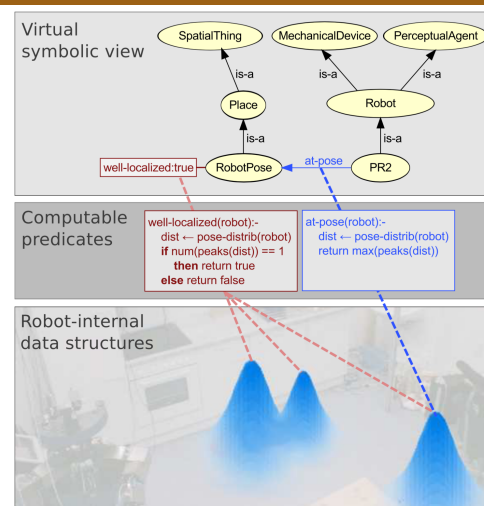 Virtual
symbolic view
SpatialThing
MechanicalDevice
PerceptualAgent
is-a
is-a
is-a
Place
Robot
is-a
is-a
well-localized:true
RobotPose
at-pose
PR2
Computable
predicates
well-localized(robot):-
dist ← pose-distrib(robot)
if num(peaks(dist)) == 1
then return true
else return false
at-pose(robot):-
dist ← pose-distrib(robot)
return max(peaks(dist))
Robot-internal
data structures